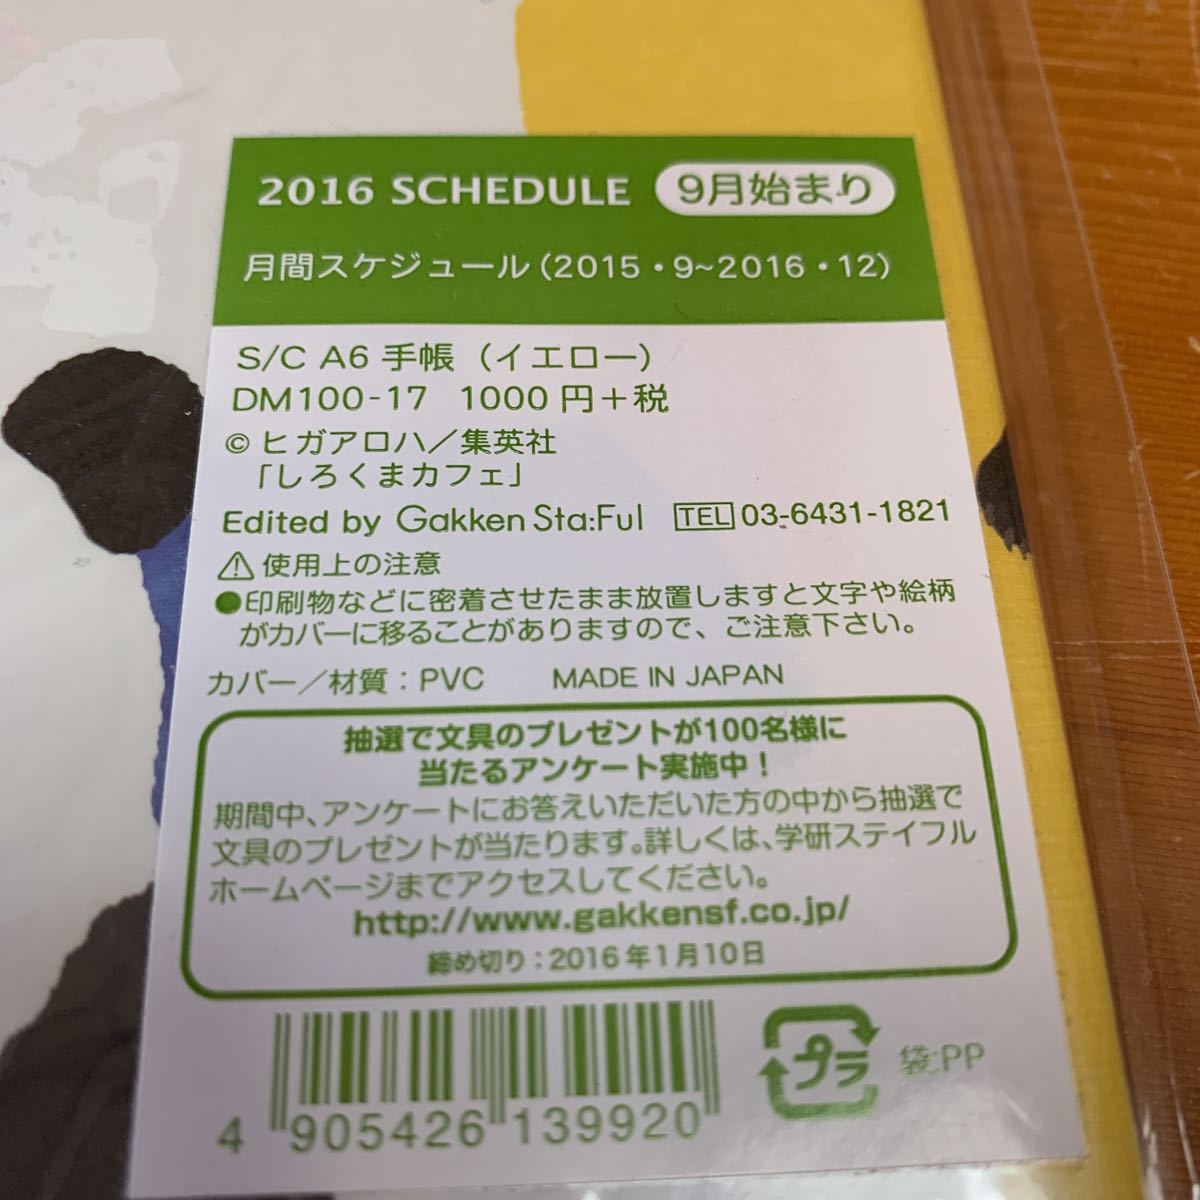 2016 SCHEDULE 9月始まり
月間スケジュール(2015・9~2016・12)
S/C A6 手帳（イエロー）
DM100-17 1000 円＋税
© ヒガアロハ／集英社
「しろくまカフェ」
Edited by Gakken Sta:Ful TEL 03-6431-1821
⚠使用上の注意
●印刷物などに密着させたまま放置しますと文字や絵柄
がカバーに移ることがありますので、ご注意下さい。
カバー／材質：PVC MADE IN JAPAN
抽選で文具のプレゼントが100名様に
当たるアンケート実施中！
期間中、アンケートにお答えいただいた方の中から抽選で
文具のプレゼントが当たります。詳しくは、学研ステイフル
ホームページまでアクセスしてください。
http://www.gakkensf.co.jp/
締め切り：2016年1月10日
プラ 袋:PP
4 905426 139920